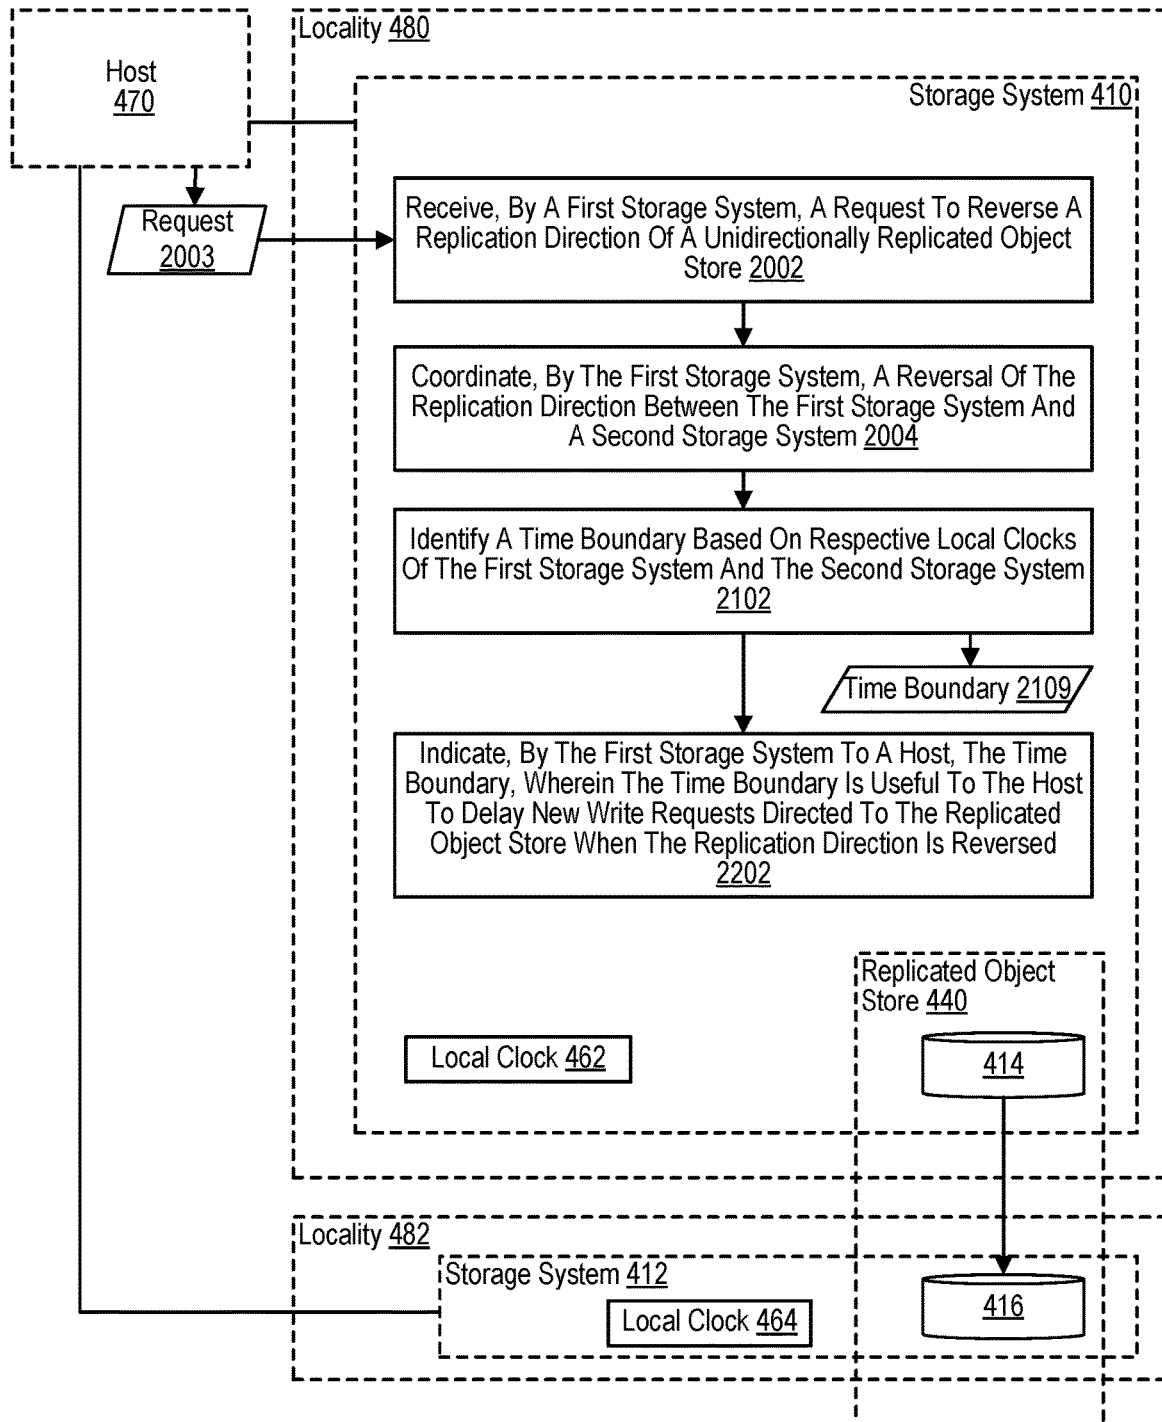 Locality 480
Host
470
Storage System 410
Request
2003
Receive, By A First Storage System, A Request To Reverse A
Replication Direction Of A Unidirectionally Replicated Object
Store 2002
Coordinate, By The First Storage System, A Reversal Of The
Replication Direction Between The First Storage System And
A Second Storage System 2004
Identify A Time Boundary Based On Respective Local Clocks
Of The First Storage System And The Second Storage System
2102
Time Boundary 2109
Indicate, By The First Storage System To A Host, The Time
Boundary, Wherein The Time Boundary Is Useful To The Host
To Delay New Write Requests Directed To The Replicated
Object Store When The Replication Direction Is Reversed
2202
Replicated Object
Store 440
Local Clock 462
414
Locality 482
Storage System 412
Local Clock 464
416